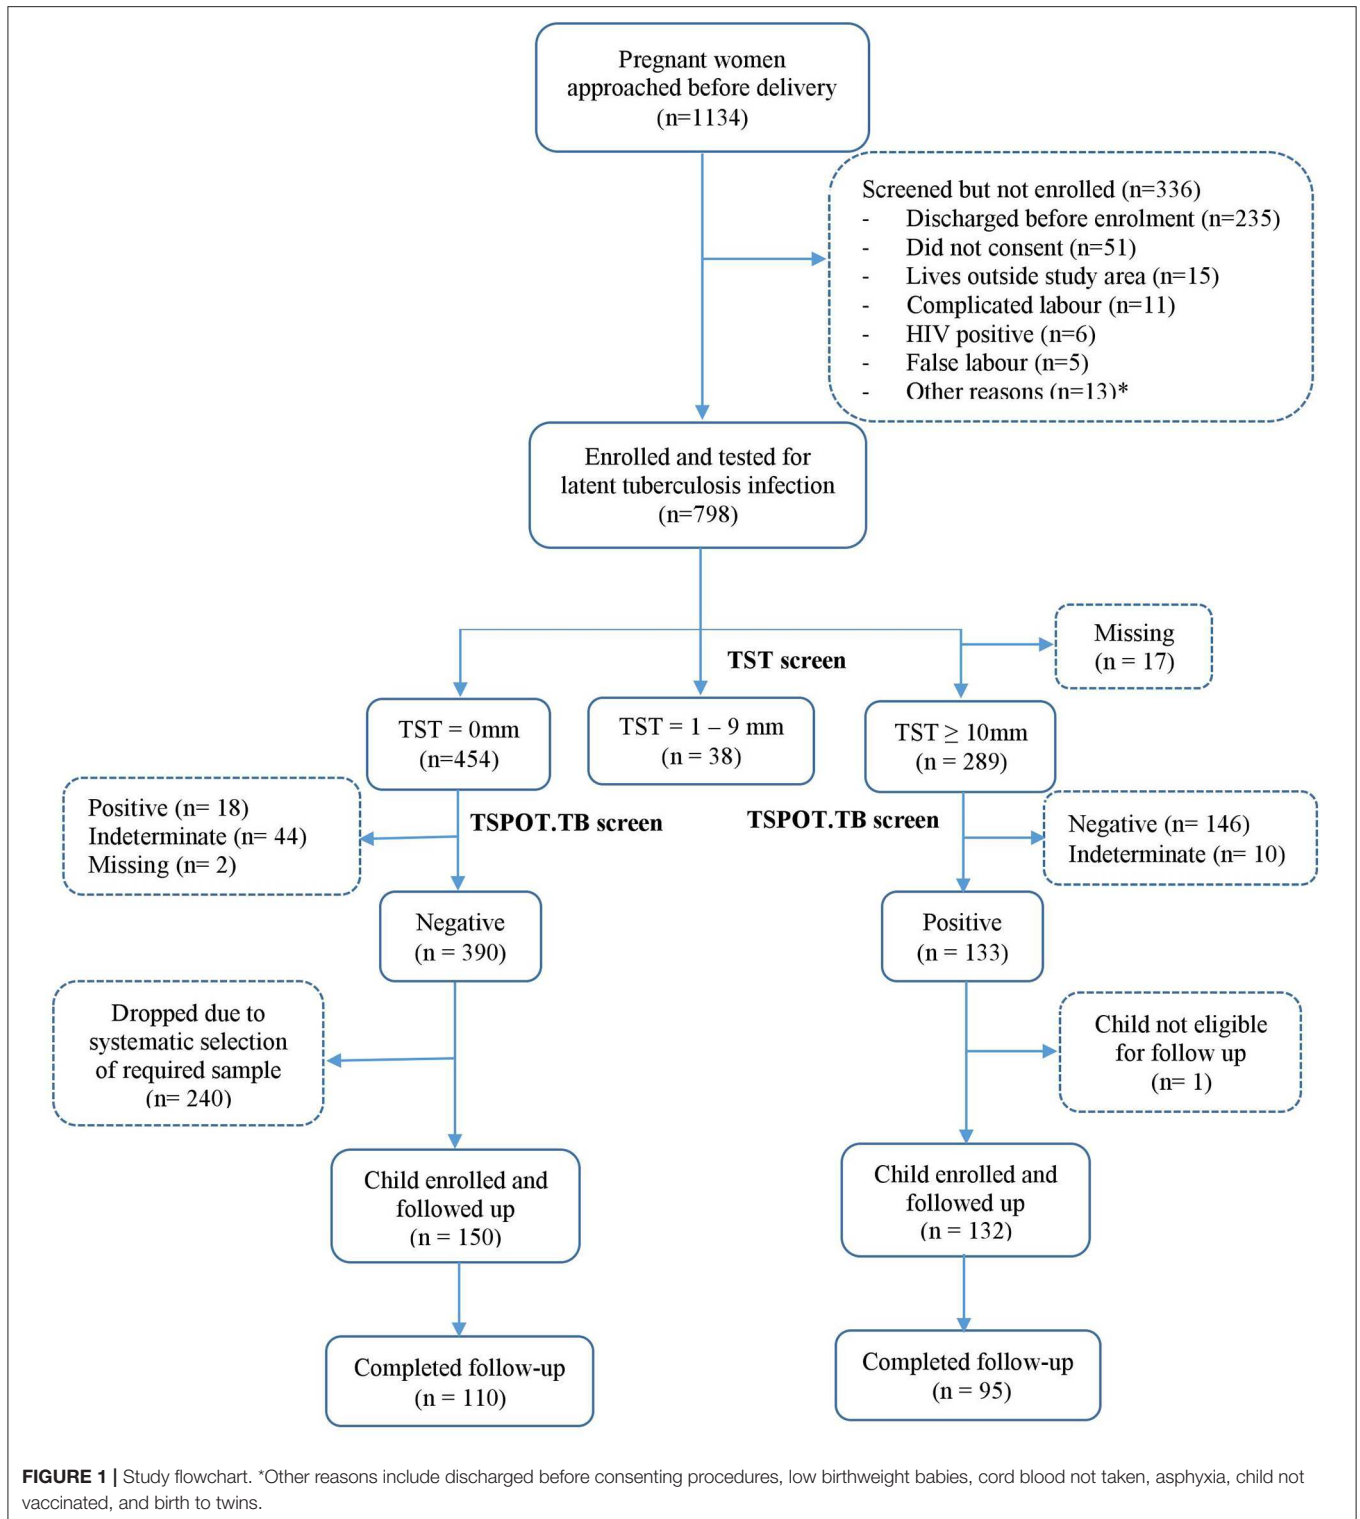 Pregnant women
approached before delivery
(n=1134)
Screened but not enrolled (n=336)
- Discharged before enrolment (n=235)
- Did not consent (n=51)
- Lives outside study area (n=15)
- Complicated labour (n=11)
- HIV positive (n=6)
- False labour (n=5)
- Other reasons (n=13)*
Enrolled and tested for
latent tuberculosis infection
(n=798)
Missing
(n = 17)
TST screen
TST = 0mm
(n=454)
TST = 1 – 9 mm
(n = 38)
TST ≥ 10mm
(n = 289)
Positive (n= 18)
Indeterminate (n= 44)
Missing (n= 2)
TSPOT.TB screen
TSPOT.TB screen
Negative (n= 146)
Indeterminate (n= 10)
Negative
(n = 390)
Positive
(n = 133)
Dropped due to
systematic selection
of required sample
(n= 240)
Child not eligible
for follow up
(n= 1)
Child enrolled and
followed up
(n = 150)
Child enrolled and
followed up
(n = 132)
Completed follow-up
(n = 110)
Completed follow-up
(n = 95)
FIGURE 1 | Study flowchart. *Other reasons include discharged before consenting procedures, low birthweight babies, cord blood not taken, asphyxia, child not
vaccinated, and birth to twins.